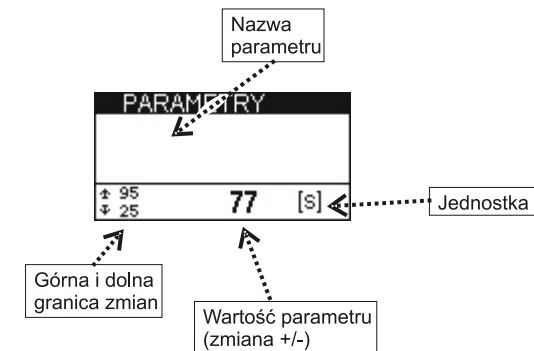 Nazwa
parametru
PARAMETRY
↑ 95
↓ 25
77
[s]
Jednostka
Górna i dolna
granica zmian
Wartość parametru
(zmiana +/-)